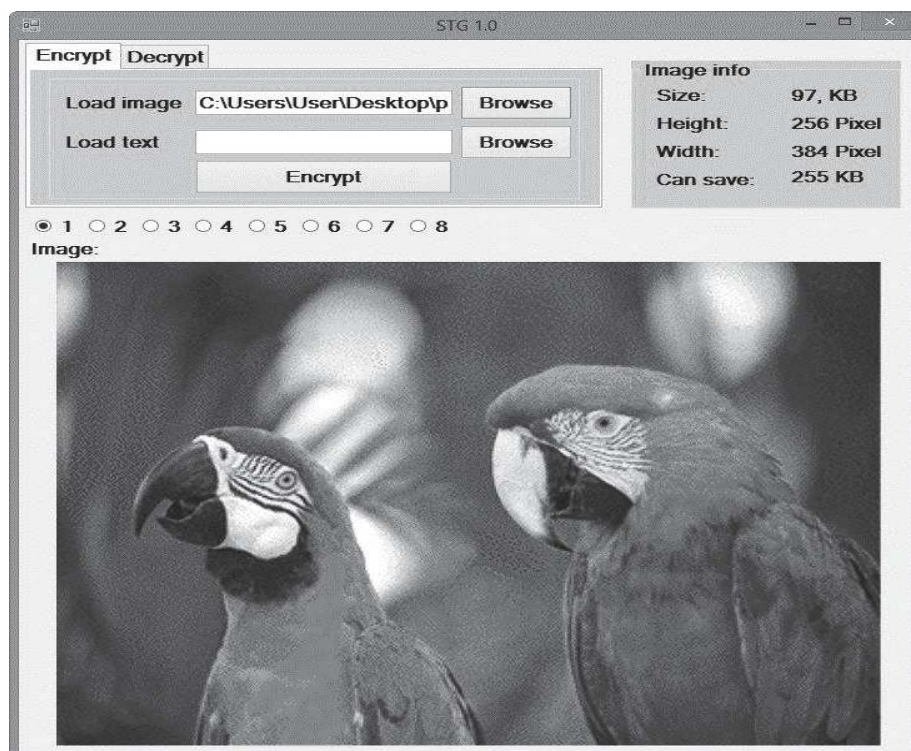 STG 1.0
Encrypt Decrypt
Load image C:\Users\User\Desktop\p Browse
Load text Browse
Encrypt
Image info
Size: 97, KB
Height: 256 Pixel
Width: 384 Pixel
Can save: 255 KB
1 2 3 4 5 6 7 8
Image: